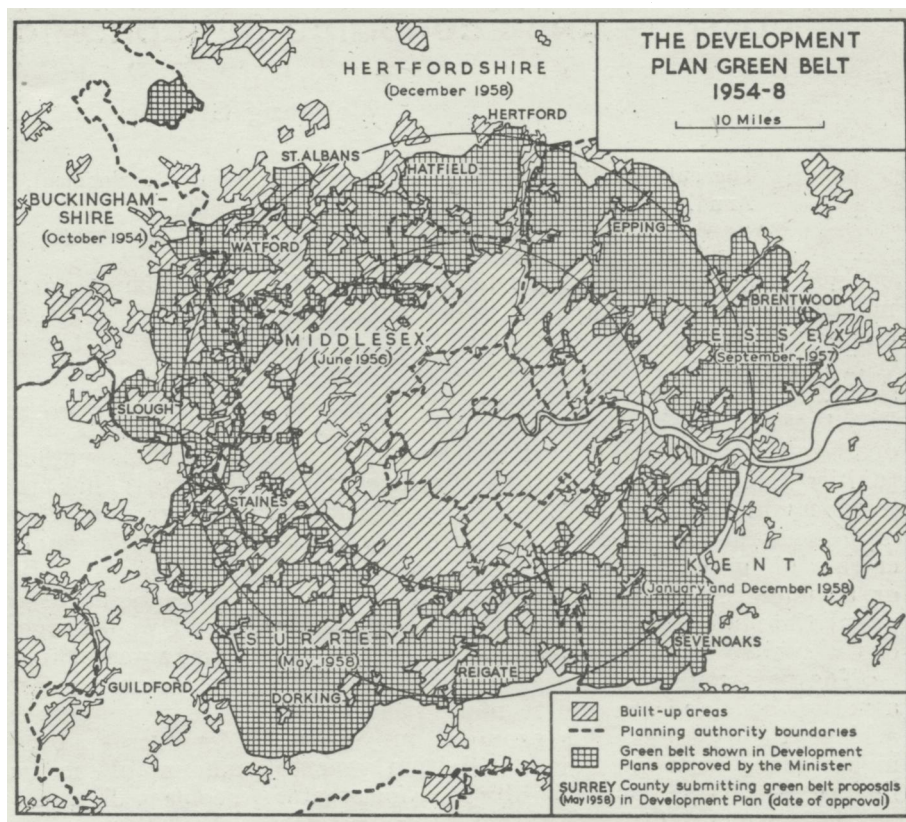 THE DEVELOPMENT
PLAN GREEN BELT
1954-8
10 Miles
HERTFORDSHIRE
(December 1958)
HERTFORD
ST. ALBANS
HATFIELD
BUCKINGHAM-
SHIRE
(October 1954)
WATFORD
EPPING
BRENTWOOD
ESSEX
(September 1957)
MIDDLESEX
(June 1956)
SLOUGH
STAINES
KENT
(January and December 1958)
SURREY
(May 1958)
SEVENOAKS
REIGATE
GUILDFORD
DORKING
Built-up areas
Planning authority boundaries
Green belt shown in Development
Plans approved by the Minister
SURREY County submitting green belt proposals
(May 1958) in Development Plan (date of approval)